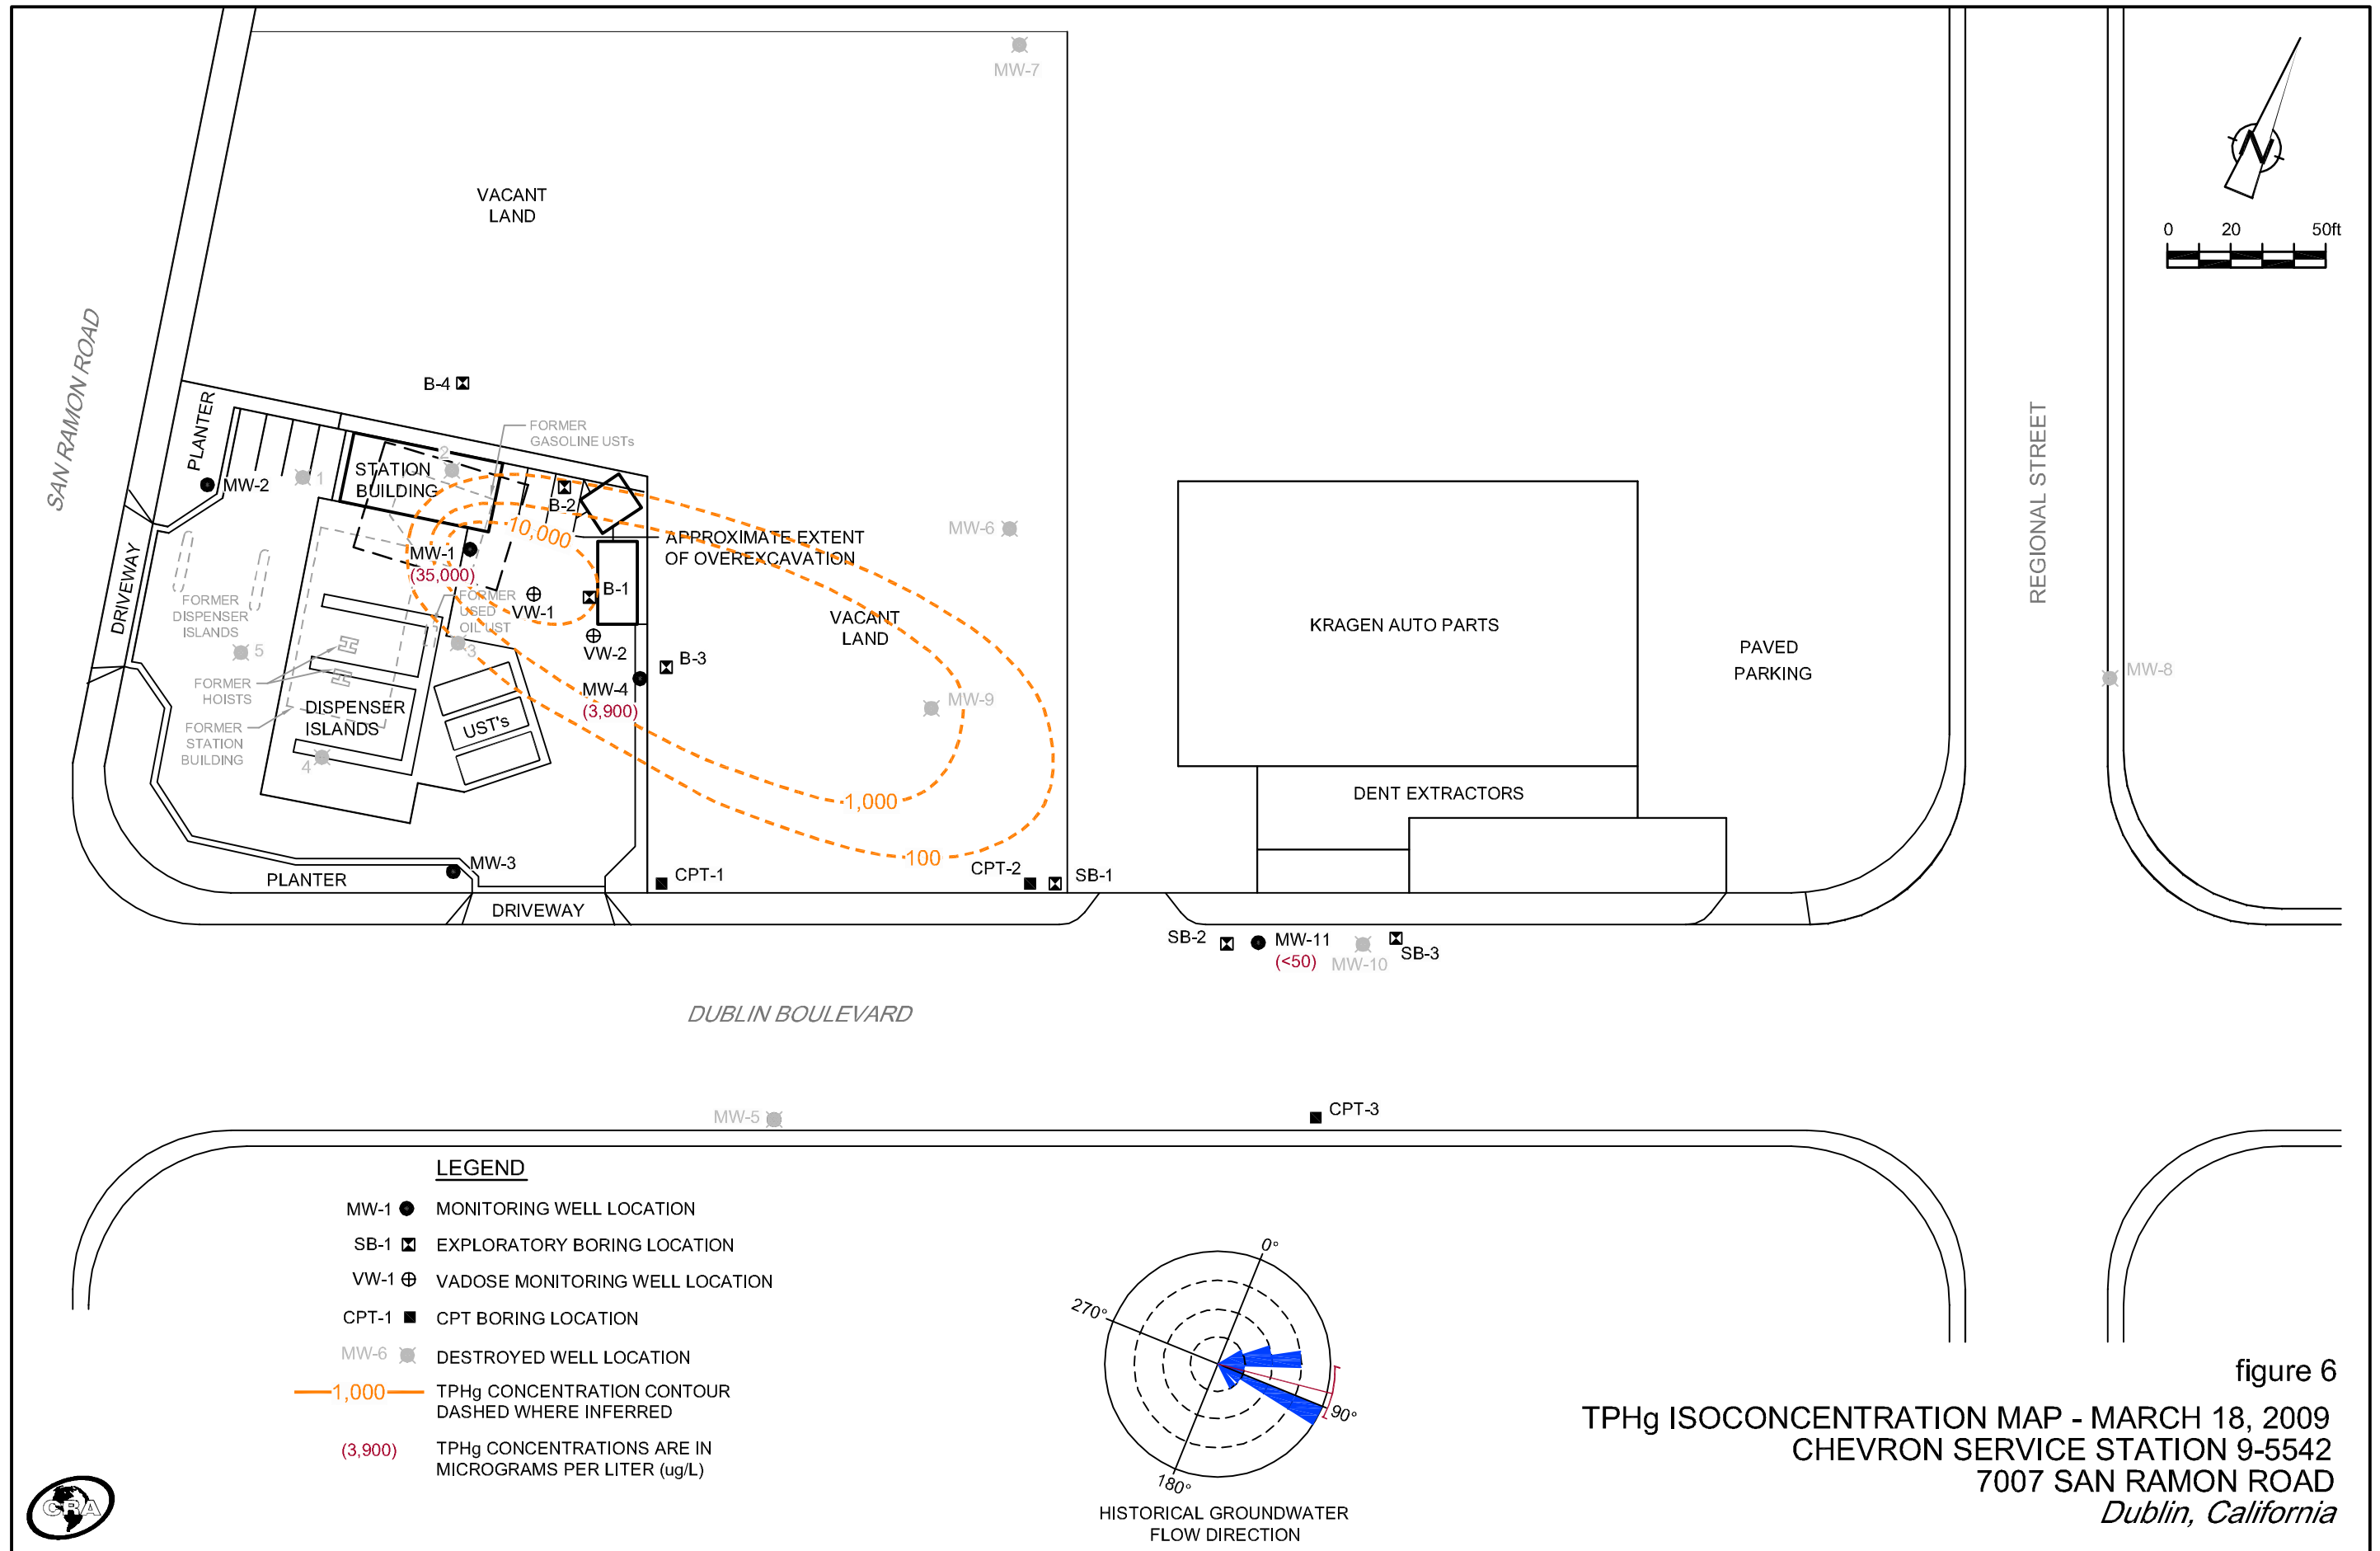 MW-7
N
0 20 50ft
VACANT
LAND
SAN RAMON ROAD
B-4
FORMER
GASOLINE USTs
PLANTER
2
STATION
BUILDING
1
MW-2
B-2
10,000
MW-6
APPROXIMATE EXTENT
OF OVEREXCAVATION
MW-1
(35,000)
B-1
FORMER
USED
OIL UST
VW-1
DRIVEWAY
FORMER
DISPENSER
ISLANDS
VACANT
LAND
KRAGEN AUTO PARTS
REGIONAL STREET
PAVED
PARKING
MW-8
5
3
VW-2
B-3
FORMER
HOISTS
MW-4
(3,900)
MW-9
DISPENSER
ISLANDS
UST's
FORMER
STATION
BUILDING
4
1,000
DENT EXTRACTORS
100
MW-3
PLANTER
CPT-1
CPT-2
SB-1
DRIVEWAY
SB-2
MW-11
(<50)
MW-10
SB-3
DUBLIN BOULEVARD
MW-5
CPT-3
LEGEND
MW-1 MONITORING WELL LOCATION
SB-1 EXPLORATORY BORING LOCATION
VW-1 VADOSE MONITORING WELL LOCATION
CPT-1 CPT BORING LOCATION
MW-6 DESTROYED WELL LOCATION
1,000 TPHg CONCENTRATION CONTOUR
DASHED WHERE INFERRED
(3,900) TPHg CONCENTRATIONS ARE IN
MICROGRAMS PER LITER (ug/L)
0°
270°
90°
180°
HISTORICAL GROUNDWATER
FLOW DIRECTION
CRA
figure 6
TPHg ISOCONCENTRATION MAP - MARCH 18, 2009
CHEVRON SERVICE STATION 9-5542
7007 SAN RAMON ROAD
Dublin, California